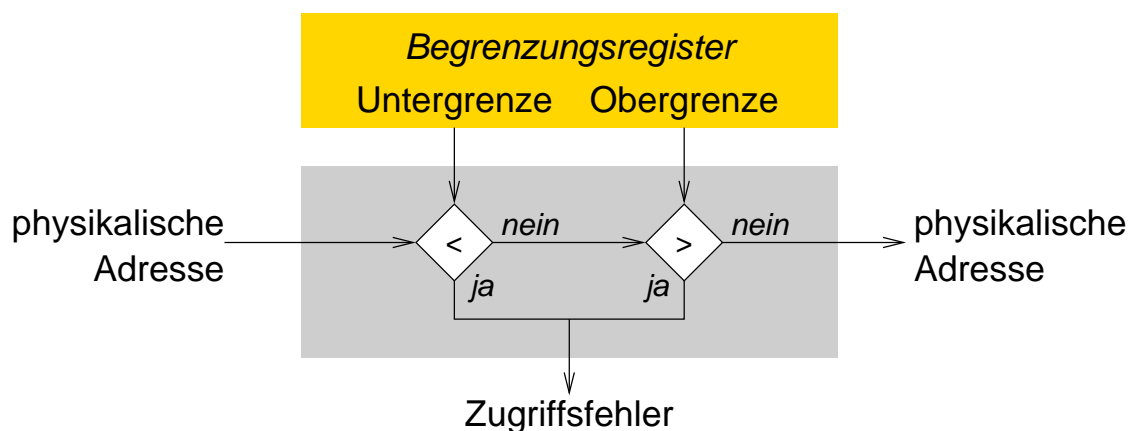 Begrenzungsregister
Untergrenze Obergrenze
physikalische
Adresse
<
nein
ja
>
nein
ja
physikalische
Adresse
Zugriffsfehler